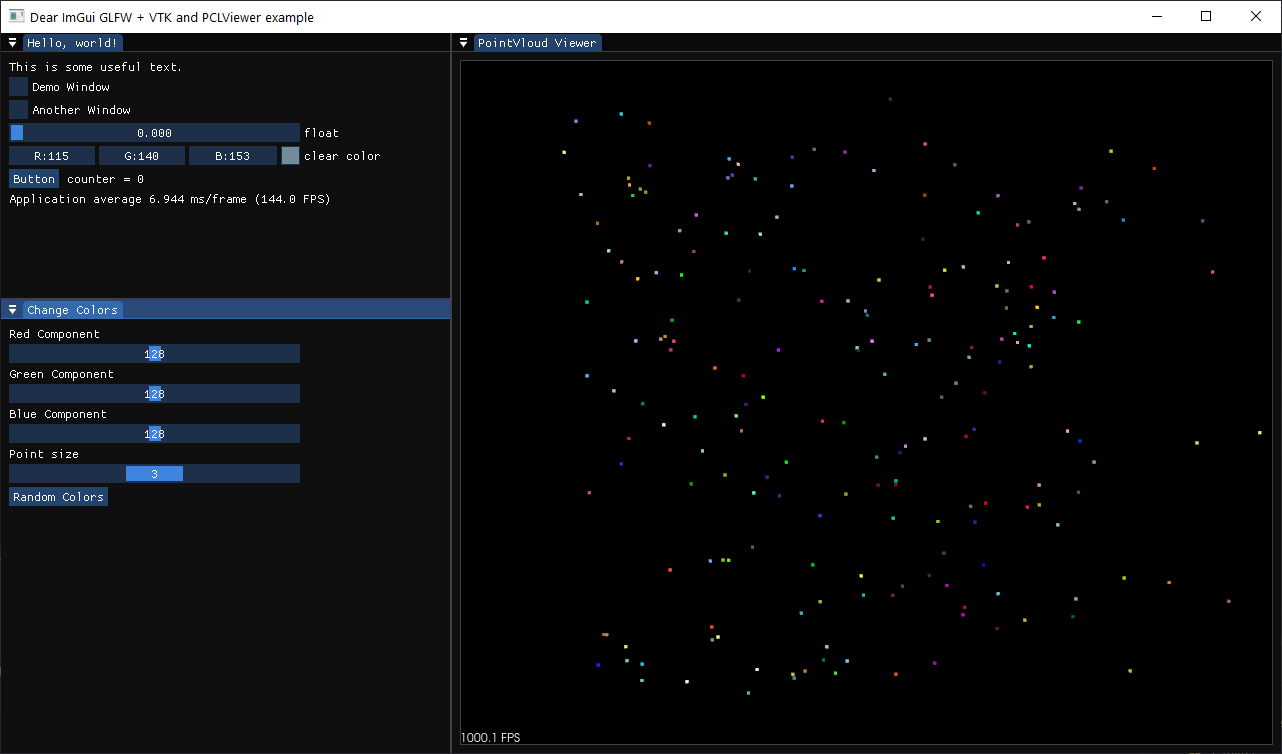 Dear ImGui GLFW + VTK and PCLViewer example
Hello, world!
This is some useful text.
Demo Window
Another Window
0.000 float
R:115 G:140 B:153 clear color
Button counter = 0
Application average 6.944 ms/frame (144.0 FPS)
Change Colors
Red Component
128
Green Component
128
Blue Component
128
Point size
3
Random Colors
PointVloud Viewer
1000.1 FPS